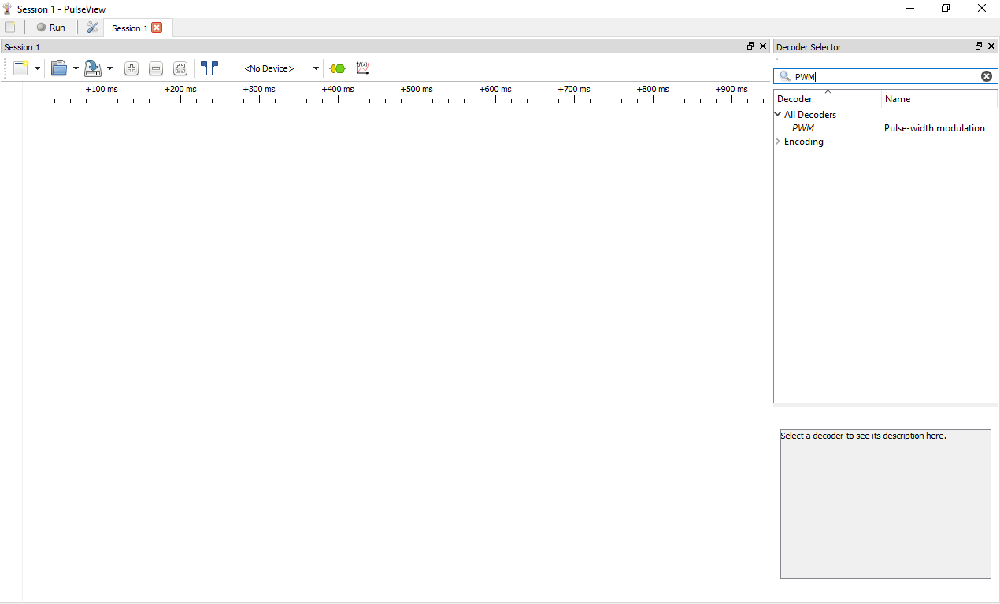 Session 1 - PulseView
Run
Session 1
Session 1
Decoder Selector
<No Device>
PWM
+100 ms +200 ms +300 ms +400 ms +500 ms +600 ms +700 ms +800 ms +900 ms
Decoder Name
All Decoders
PWM Pulse-width modulation
Encoding
Select a decoder to see its description here.